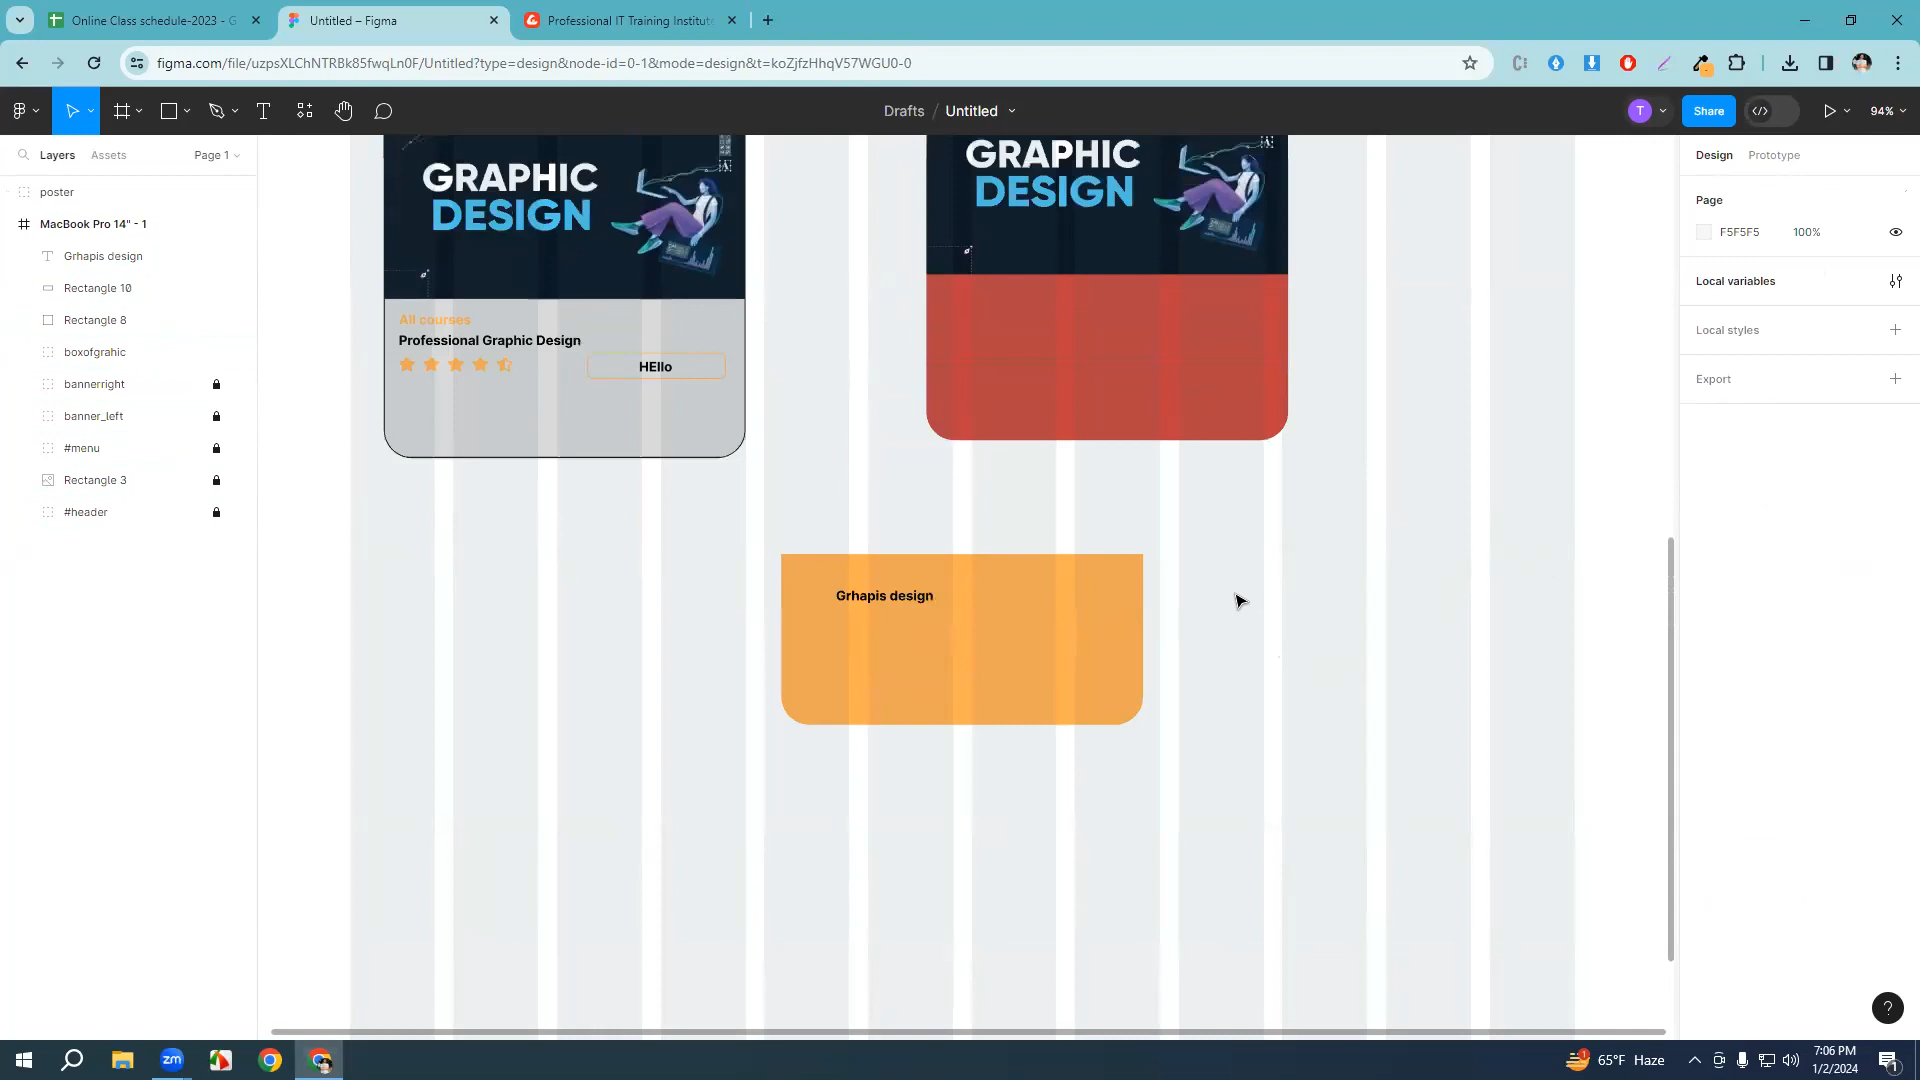 Online Class schedule-2023 - G
Untitled – Figma
Professional IT Training Institute
figma.com/file/uzpsXLChNTRBk85fwqLn0F/Untitled?type=design&node-id=0-1&mode=design&t=koZjfzHhqV57WGU0-0
Drafts / Untitled
T
Share
94%
Layers
Assets
Page 1
Design
Prototype
poster
MacBook Pro 14" - 1
Grhapis design
Rectangle 10
Rectangle 8
boxofgrahic
bannerright
banner_left
#menu
Rectangle 3
#header
GRAPHIC
DESIGN
All courses
Professional Graphic Design
HEllo
GRAPHIC
DESIGN
Grhapis design
Page
F5F5F5
100%
Local variables
Local styles
Export
?
zm
1
65°F Haze
7:06 PM
1/2/2024
1